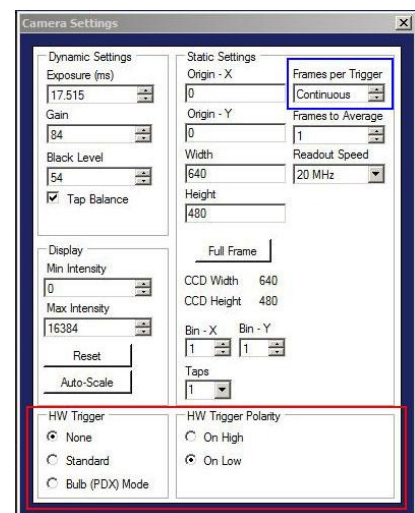 Camera Settings
Dynamic Settings
Exposure (ms)
17.515
Gain
84
Black Level
54
Tap Balance
Static Settings
Origin - X
0
Origin - Y
0
Width
640
Height
480
Frames per Trigger
Continuous
Frames to Average
1
Readout Speed
20 MHz
Full Frame
CCD Width 640
CCD Height 480
Bin - X Bin - Y
1 1
Taps
1
Display
Min Intensity
0
Max Intensity
16384
Reset
Auto-Scale
HW Trigger
None
Standard
Bulb (PDX) Mode
HW Trigger Polarity
On High
On Low